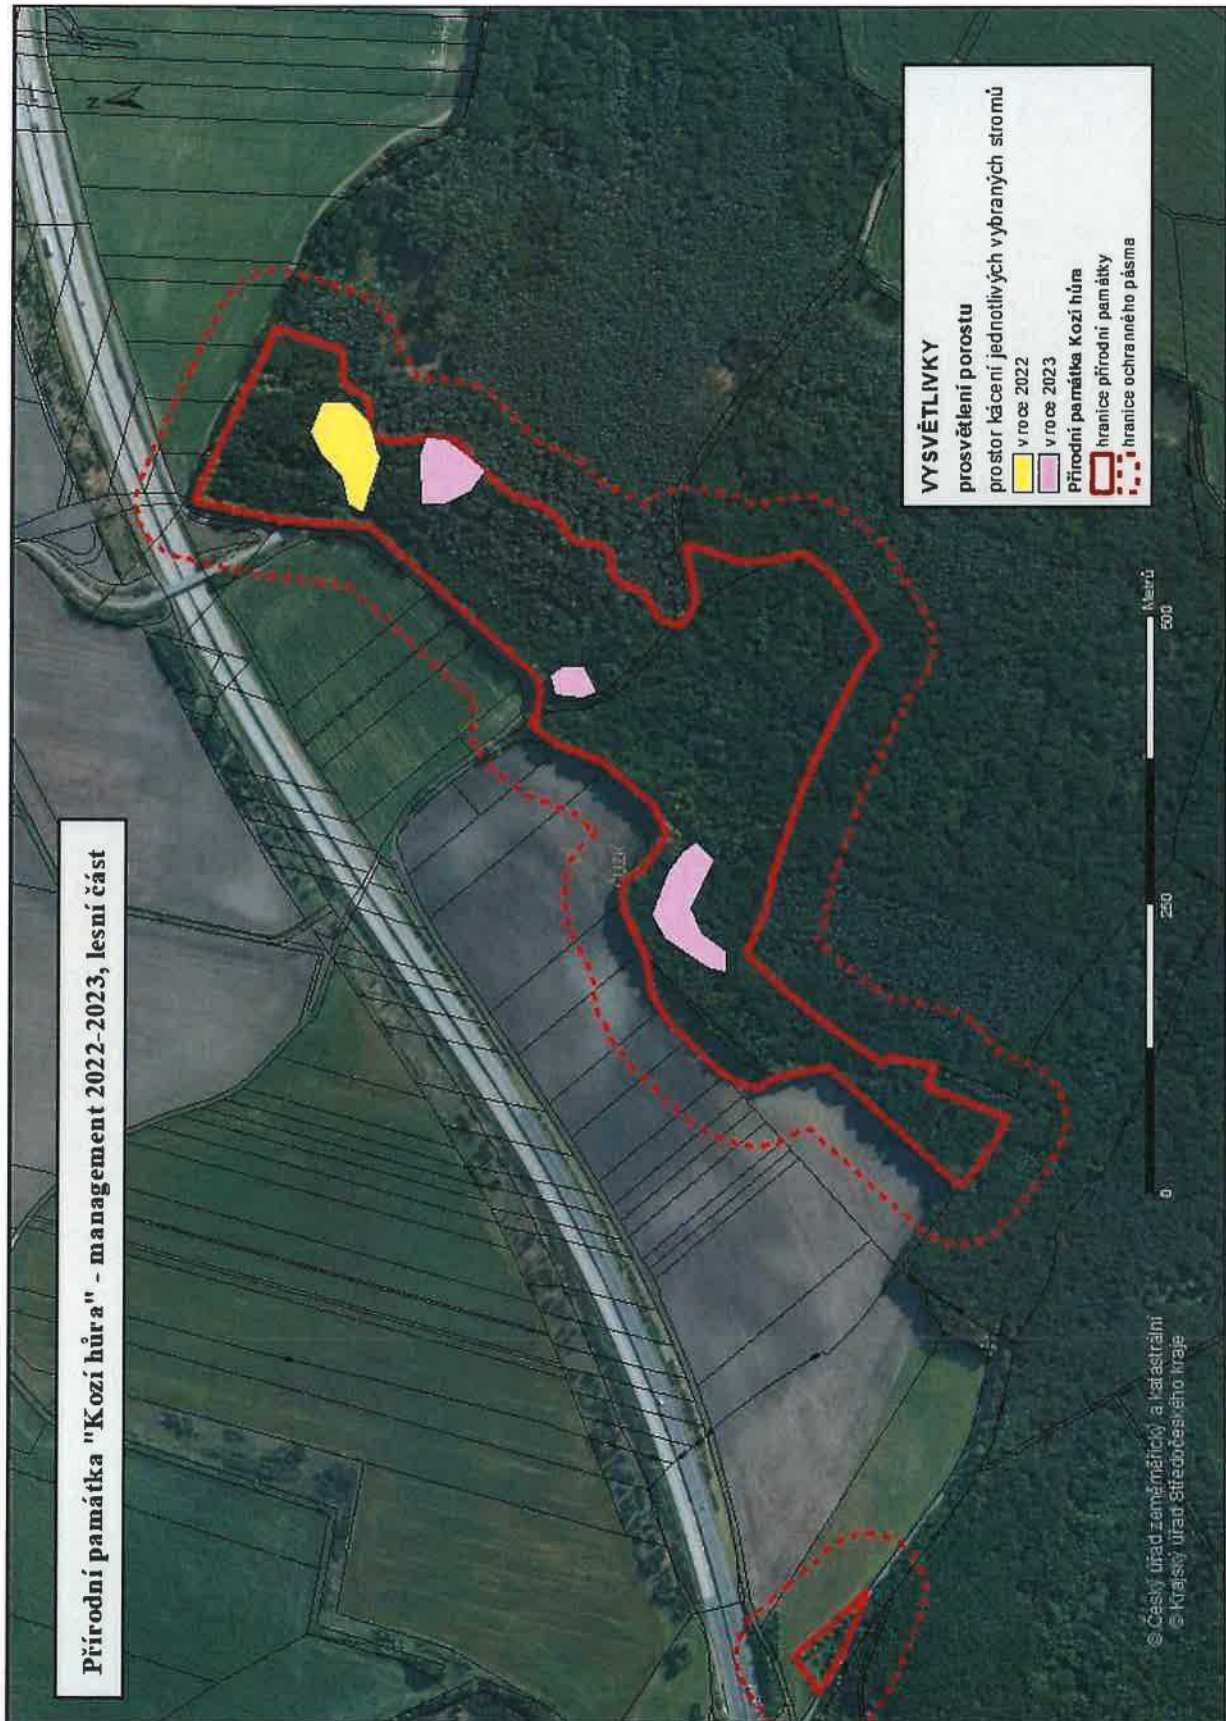 Přírodní památka "Kozí hůra" - management 2022-2023, lesní část
N
VYSVĚTLIVKY
prosvětlení porostu
prostor kácení jednotlivých vybraných stromů
v roce 2022
v roce 2023
Přírodní památka Kozí hůra
hranice přírodní památky
hranice ochranného pásma
0 250 500 Metrů
© Český úřad zeměměřický a katastrální
© Krajský úřad Středočeského kraje